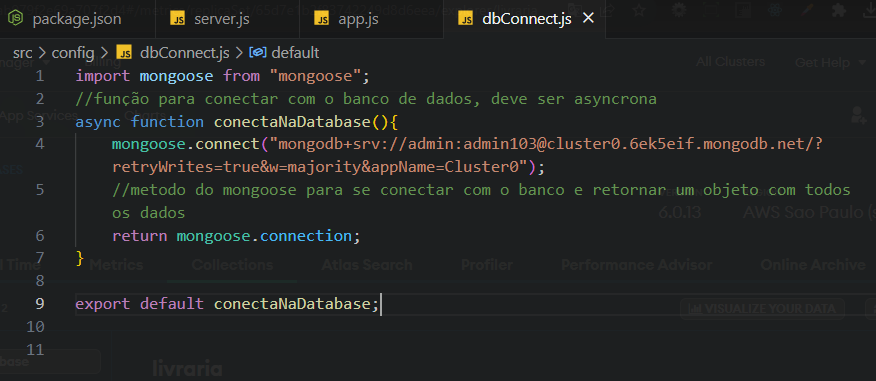 package.json JS server.js JS app.js JS dbConnect.js
src > config > JS dbConnect.js > default
All Clusters Get Help
1 import mongoose from "mongoose";
2 //função para conectar com o banco de dados, deve ser asyncrona
3 async function conectaNaDatabase(){
4 mongoose.connect("mongodb+srv://admin:admin103@cluster0.6ek5eif.mongodb.net/?
retryWrites=true&w=majority&appName=Cluster0");
5 //metodo do mongoose para se conectar com o banco e retornar um objeto com todos
os dados
6.0.13 AWS Sao Paulo
6 return mongoose.connection;
7 }
Metrics Collections Atlas Search Profiler Performance Advisor Online Archive
8
9 export default conectaNaDatabase;
VISUALIZE YOUR DATA
10
11
livraria